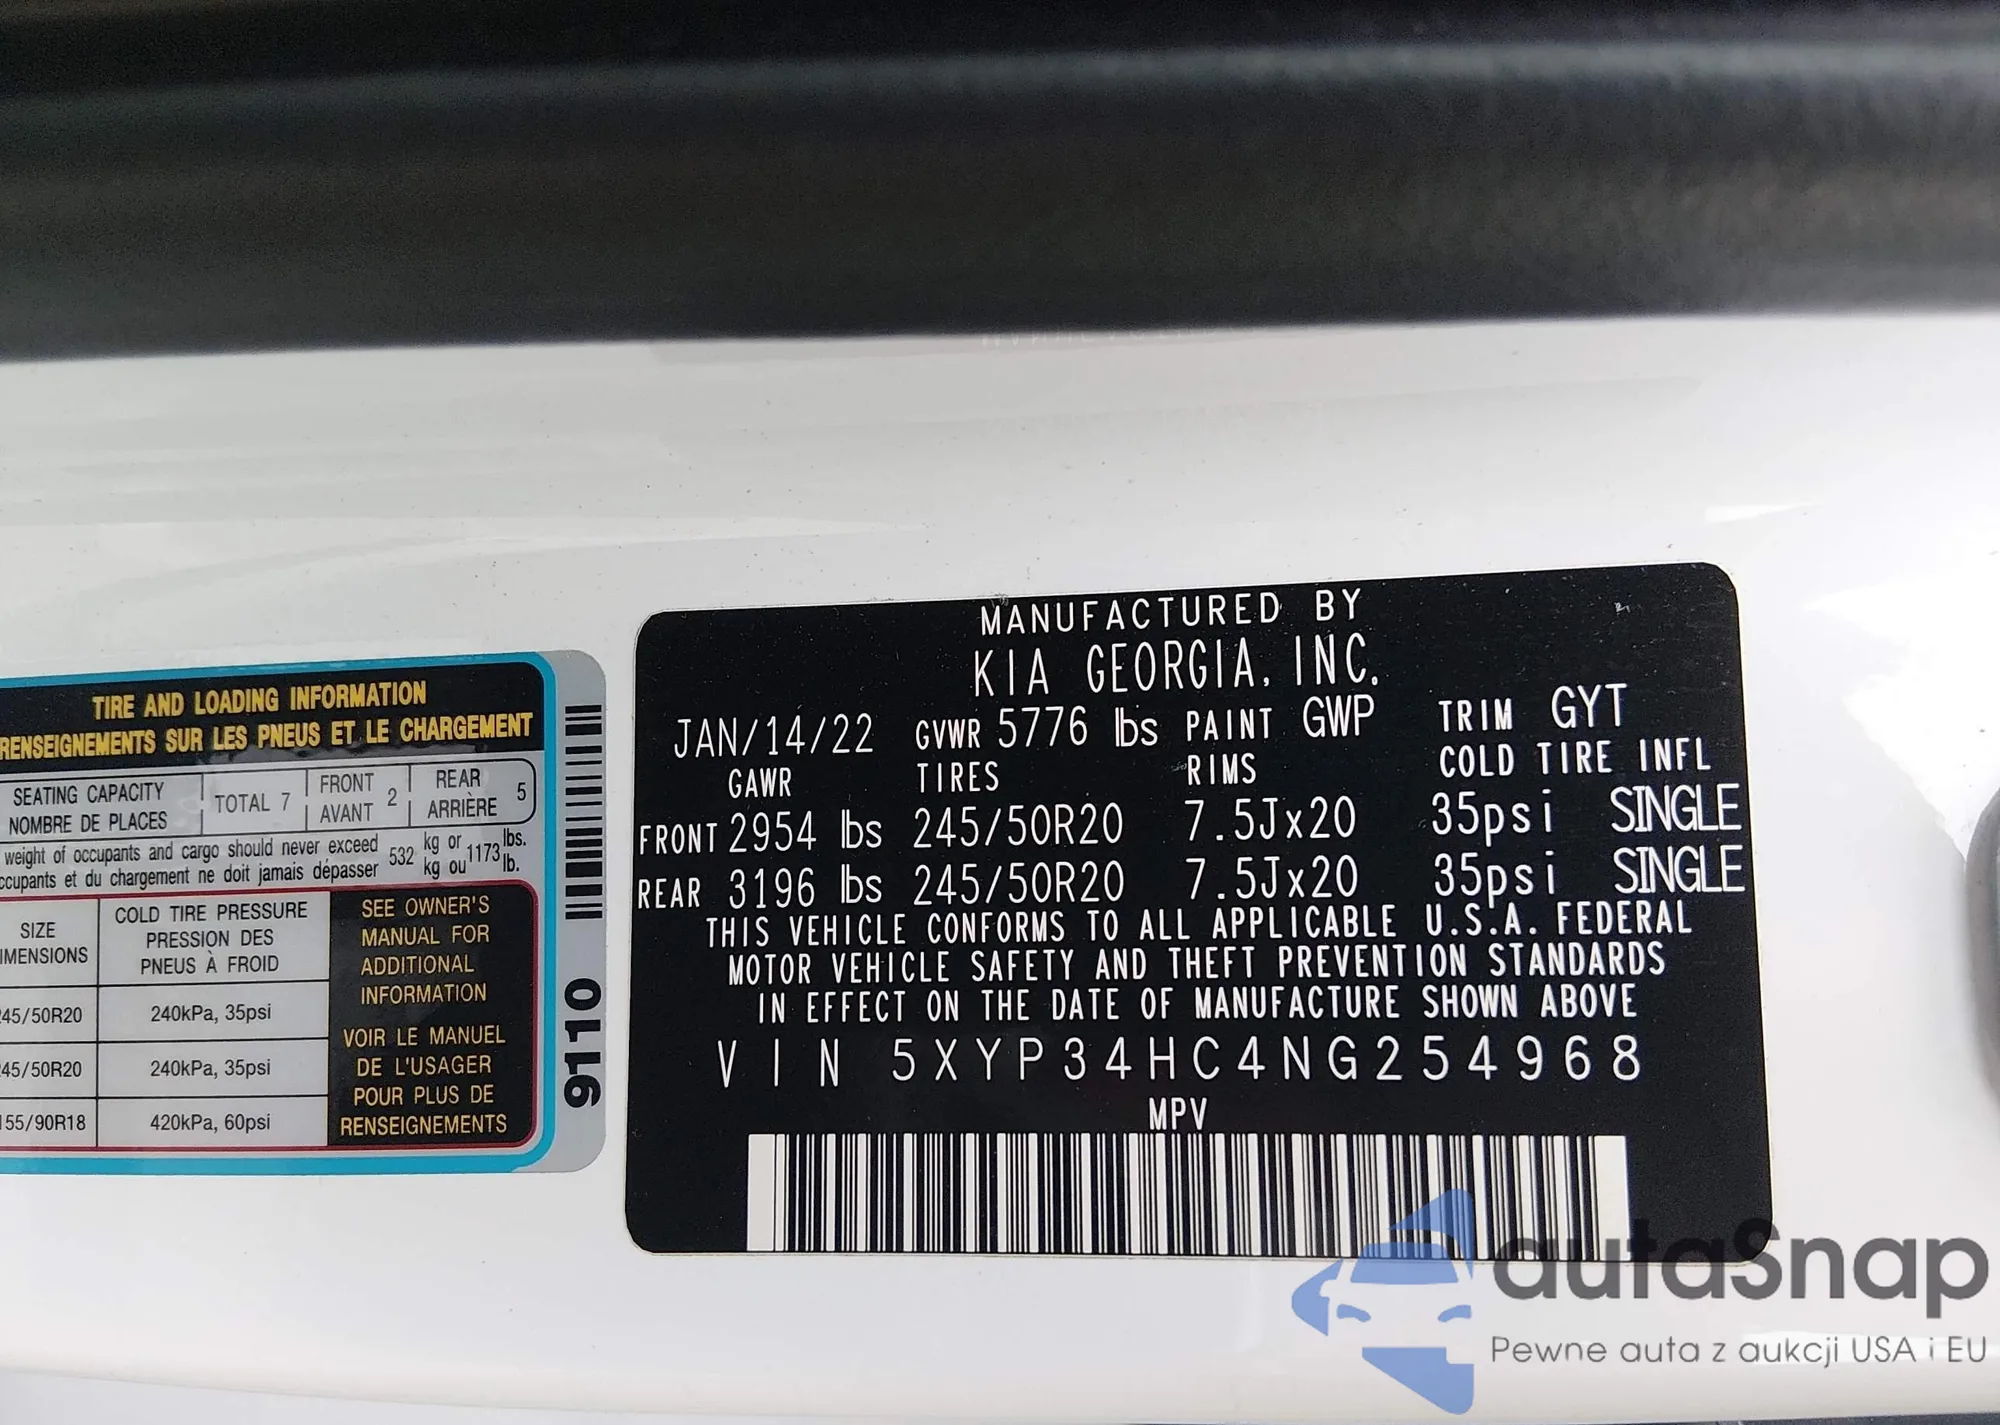 TIRE AND LOADING INFORMATION
RENSEIGNEMENTS SUR LES PNEUS ET LE CHARGEMENT
SEATING CAPACITY
NOMBRE DE PLACES
TOTAL 7
FRONT
AVANT
2
REAR
ARRIÈRE
5
weight of occupants and cargo should never exceed 532 kg or 1173 lbs.
ccupants et du chargement ne doit jamais dépasser kg ou lb.
SIZE
IMENSIONS
COLD TIRE PRESSURE
PRESSION DES
PNEUS À FROID
45/50R20 240kPa, 35psi
45/50R20 240kPa, 35psi
155/90R18 420kPa, 60psi
SEE OWNER'S
MANUAL FOR
ADDITIONAL
INFORMATION
VOIR LE MANUEL
DE L'USAGER
POUR PLUS DE
RENSEIGNEMENTS
9110
MANUFACTURED BY
KIA GEORGIA, INC.
JAN/14/22 GVWR 5776 lbs PAINT GWP TRIM GYT
GAWR TIRES RIMS COLD TIRE INFL
FRONT 2954 lbs 245/50R20 7.5Jx20 35psi SINGLE
REAR 3196 lbs 245/50R20 7.5Jx20 35psi SINGLE
THIS VEHICLE CONFORMS TO ALL APPLICABLE U.S.A. FEDERAL
MOTOR VEHICLE SAFETY AND THEFT PREVENTION STANDARDS
IN EFFECT ON THE DATE OF MANUFACTURE SHOWN ABOVE
VIN 5XYP34HC4NG254968
MPV
autaSnap
Pewne auta z aukcji USA i EU